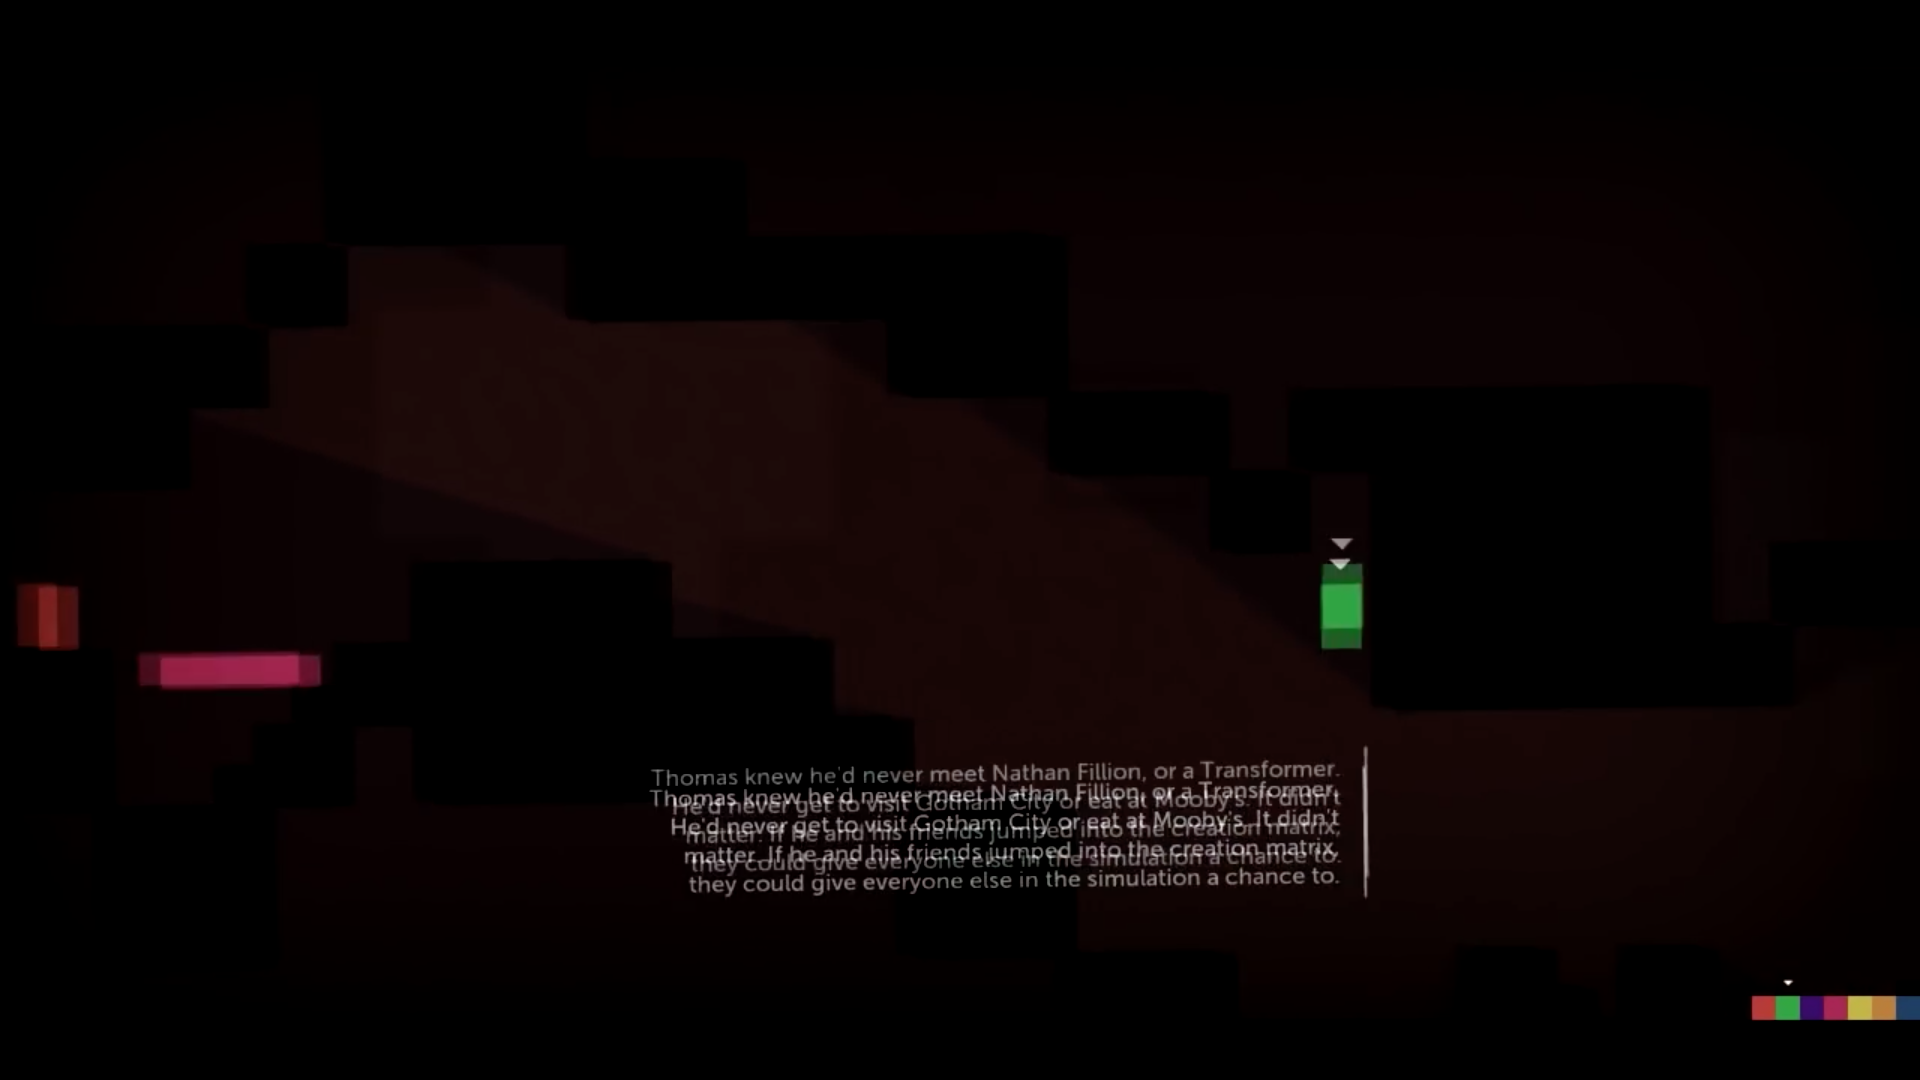 Thomas knew he'd never meet Nathan Fillion, or a Transformer.
He'd never get to visit Gotham City or eat at Mooby's. It didn't
matter. If he and his friends jumped into the creation matrix,
they could give everyone else in the simulation a chance to.